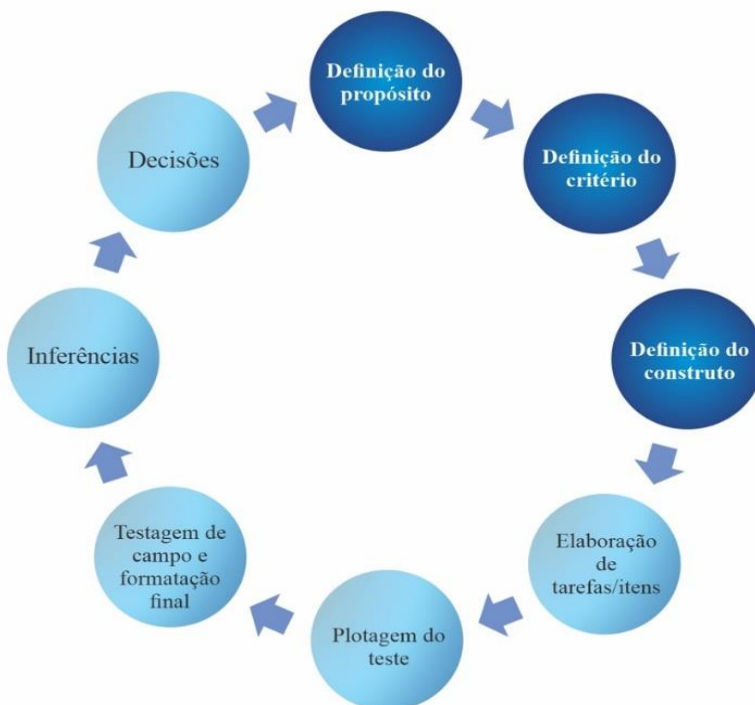 Definição do
propósito
Definição do
critério
Definição do
construto
Elaboração
de
tarefas/itens
Plotagem do
teste
Testagem de
campo e
formatação
final
Inferências
Decisões